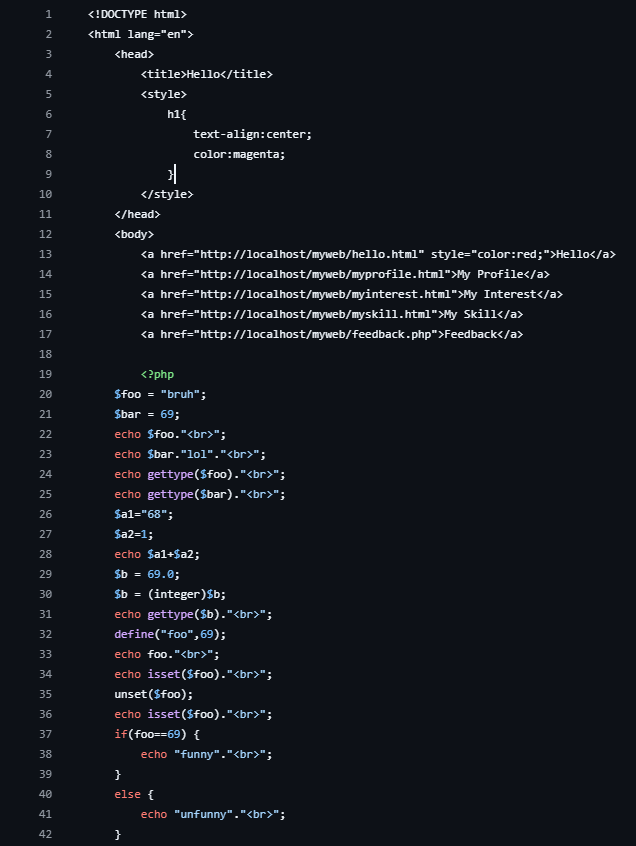 1 <!DOCTYPE html>
2 <html lang="en">
3     <head>
4         <title>Hello</title>
5         <style>
6             h1{
7                 text-align:center;
8                 color:magenta;
9             }
10         </style>
11     </head>
12     <body>
13         <a href="http://localhost/myweb/hello.html" style="color:red;">Hello</a>
14         <a href="http://localhost/myweb/myprofile.html">My Profile</a>
15         <a href="http://localhost/myweb/myinterest.html">My Interest</a>
16         <a href="http://localhost/myweb/myskill.html">My Skill</a>
17         <a href="http://localhost/myweb/feedback.php">Feedback</a>
18
19         <?php
20     $foo = "bruh";
21     $bar = 69;
22     echo $foo."<br>";
23     echo $bar."lol"."<br>";
24     echo gettype($foo)."<br>";
25     echo gettype($bar)."<br>";
26     $a1="68";
27     $a2=1;
28     echo $a1+$a2;
29     $b = 69.0;
30     $b = (integer)$b;
31     echo gettype($b)."<br>";
32     define("foo",69);
33     echo foo."<br>";
34     echo isset($foo)."<br>";
35     unset($foo);
36     echo isset($foo)."<br>";
37     if(foo==69) {
38         echo "funny"."<br>";
39     }
40     else {
41         echo "unfunny"."<br>";
42     }